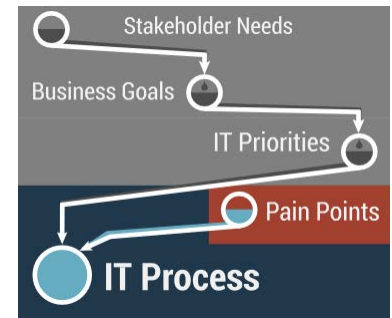 Stakeholder Needs
Business Goals
IT Priorities
Pain Points
IT Process